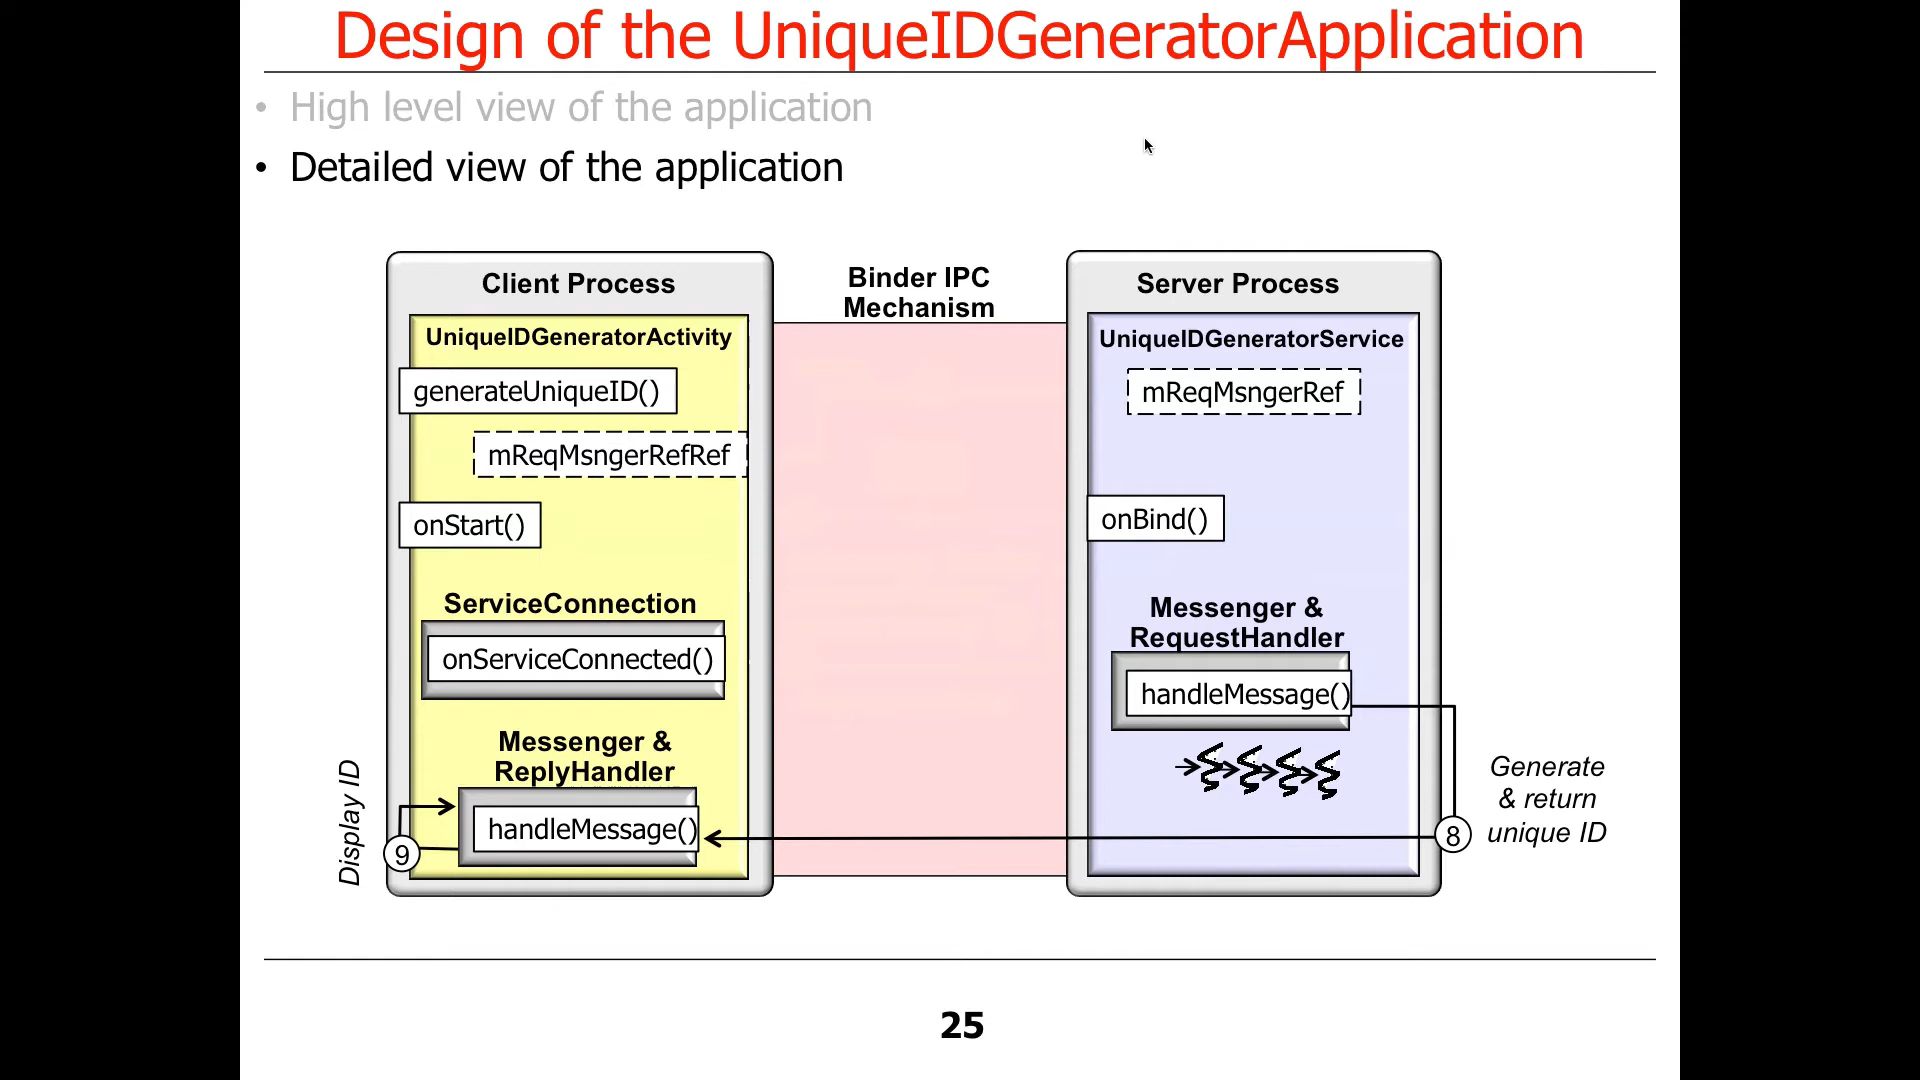 Design of the UniqueIDGeneratorApplication
• High level view of the application
• Detailed view of the application
Client Process
UniqueIDGeneratorActivity
generateUniqueID()
mReqMsngerRefRef
onStart()
ServiceConnection
onServiceConnected()
Messenger &
ReplyHandler
handleMessage()
Display ID
9
Binder IPC
Mechanism
Server Process
UniqueIDGeneratorService
mReqMsngerRef
onBind()
Messenger &
RequestHandler
handleMessage()
8
Generate
& return
unique ID
25